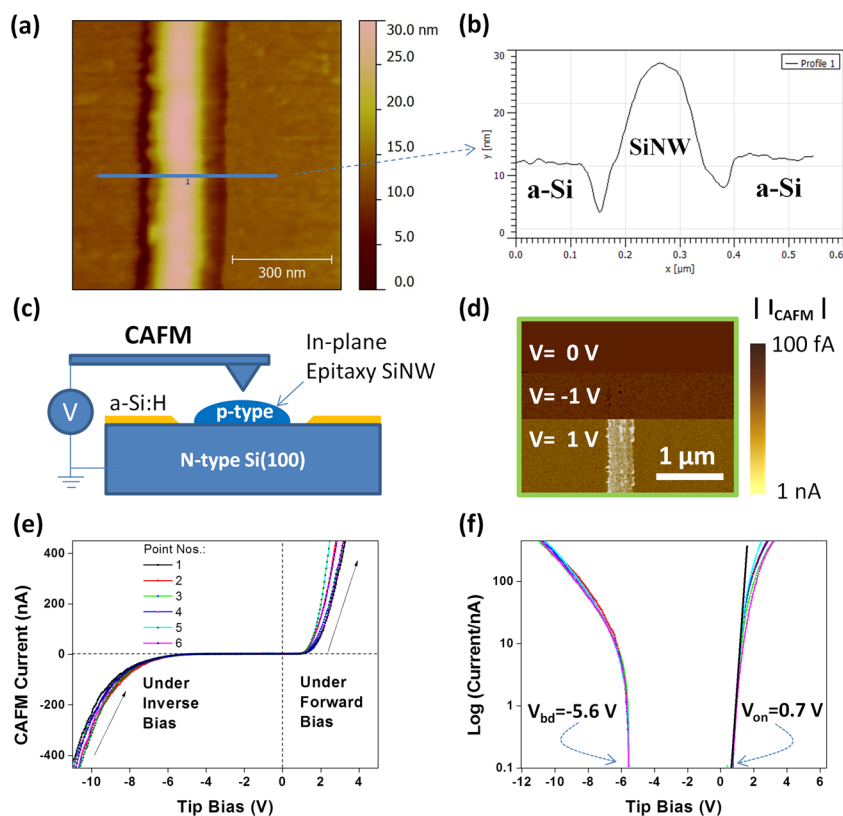 (a)
30.0 nm
25.0
20.0
15.0
10.0
5.0
0.0
1
300 nm
(b)
Profile 1
30
20
10
0
y [nm]
a-Si
SiNW
a-Si
0.0
0.1
0.2
0.3
0.4
0.5
0.6
x [µm]
(c)
CAFM
In-plane
Epitaxy SiNW
V
a-Si:H
p-type
N-type Si(100)
(d)
| I CAFM |
V= 0 V
V= -1 V
V= 1 V
1 µm
100 fA
1 nA
(e)
CAFM Current (nA)
400
200
0
-200
-400
Point Nos.:
1
2
3
4
5
6
Under
Inverse
Bias
Under
Forward
Bias
-10
-8
-6
-4
-2
0
2
4
Tip Bias (V)
(f)
Log (Current/nA)
100
10
1
0.1
Vbd=-5.6 V
Von=0.7 V
-12
-10
-8
-6
-4
-2
0
2
4
6
Tip Bias (V)